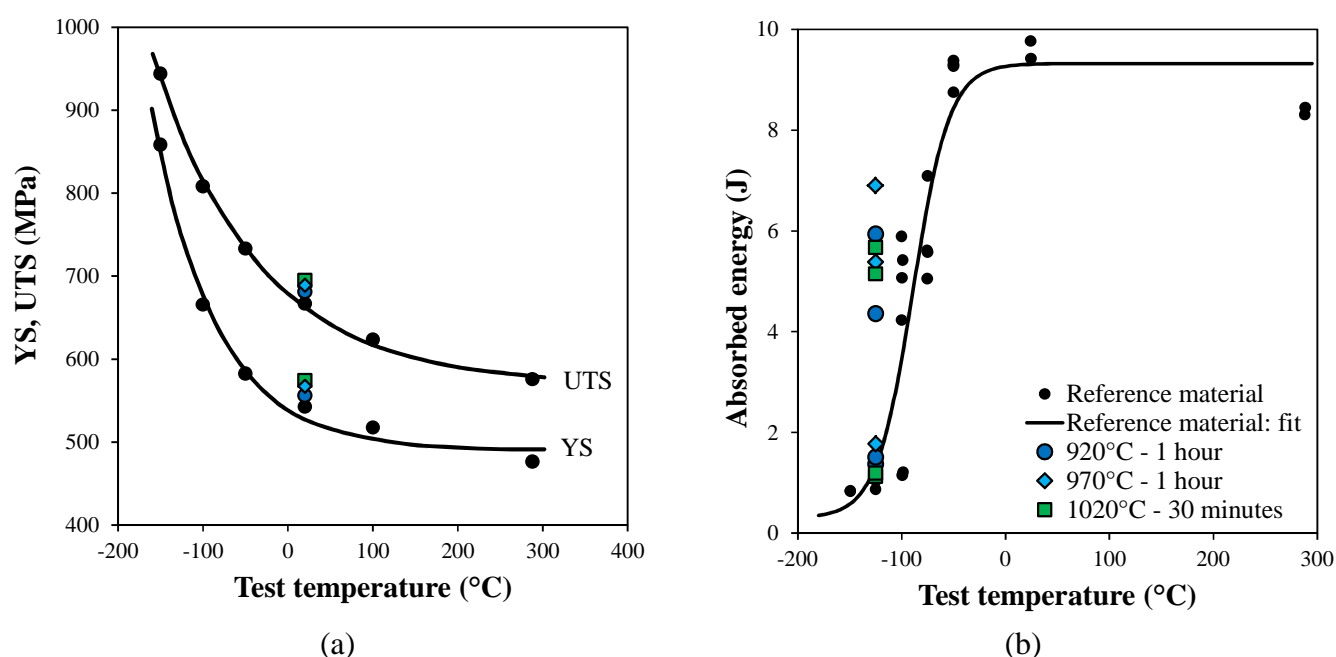 1000
900
800
700
600
500
400
YS, UTS (MPa)
UTS
YS
-200 -100 0 100 200 300 400
Test temperature (°C)
(a)
10
8
6
4
2
0
Absorbed energy (J)
Reference material
Reference material: fit
920°C - 1 hour
970°C - 1 hour
1020°C - 30 minutes
-200 -100 0 100 200 300
Test temperature (°C)
(b)